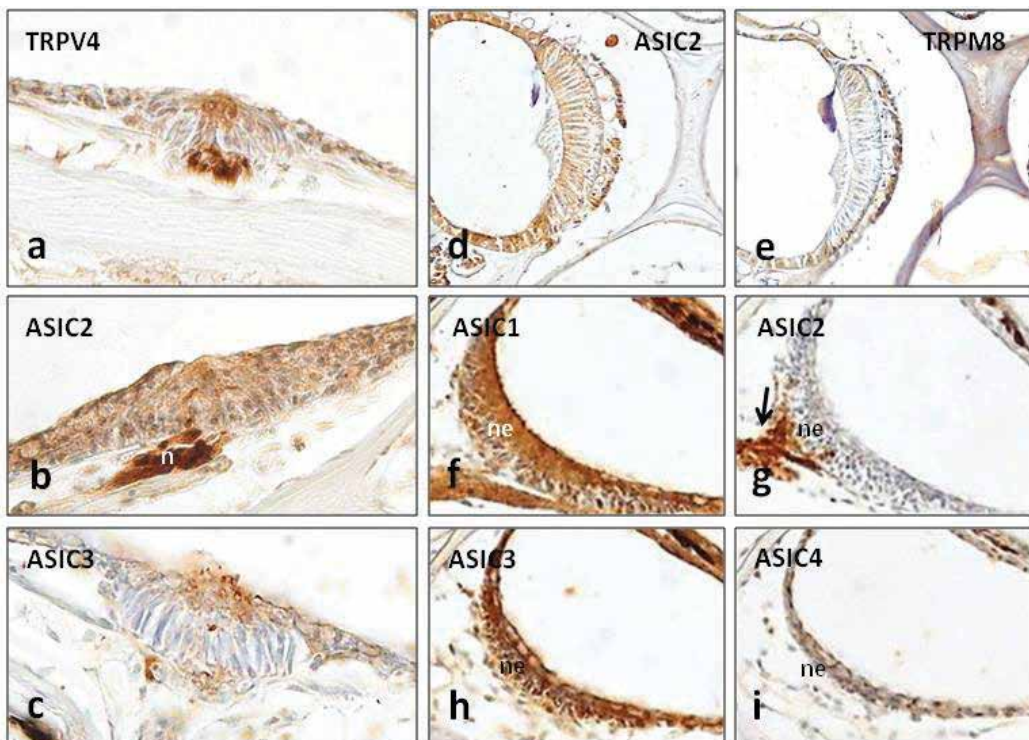 TRPV4
a
ASIC2
d
TRPM8
e
ASIC2
n
b
ASIC1
ne
f
ASIC2
ne
g
ASIC3
c
ASIC3
ne
h
ASIC4
ne
i